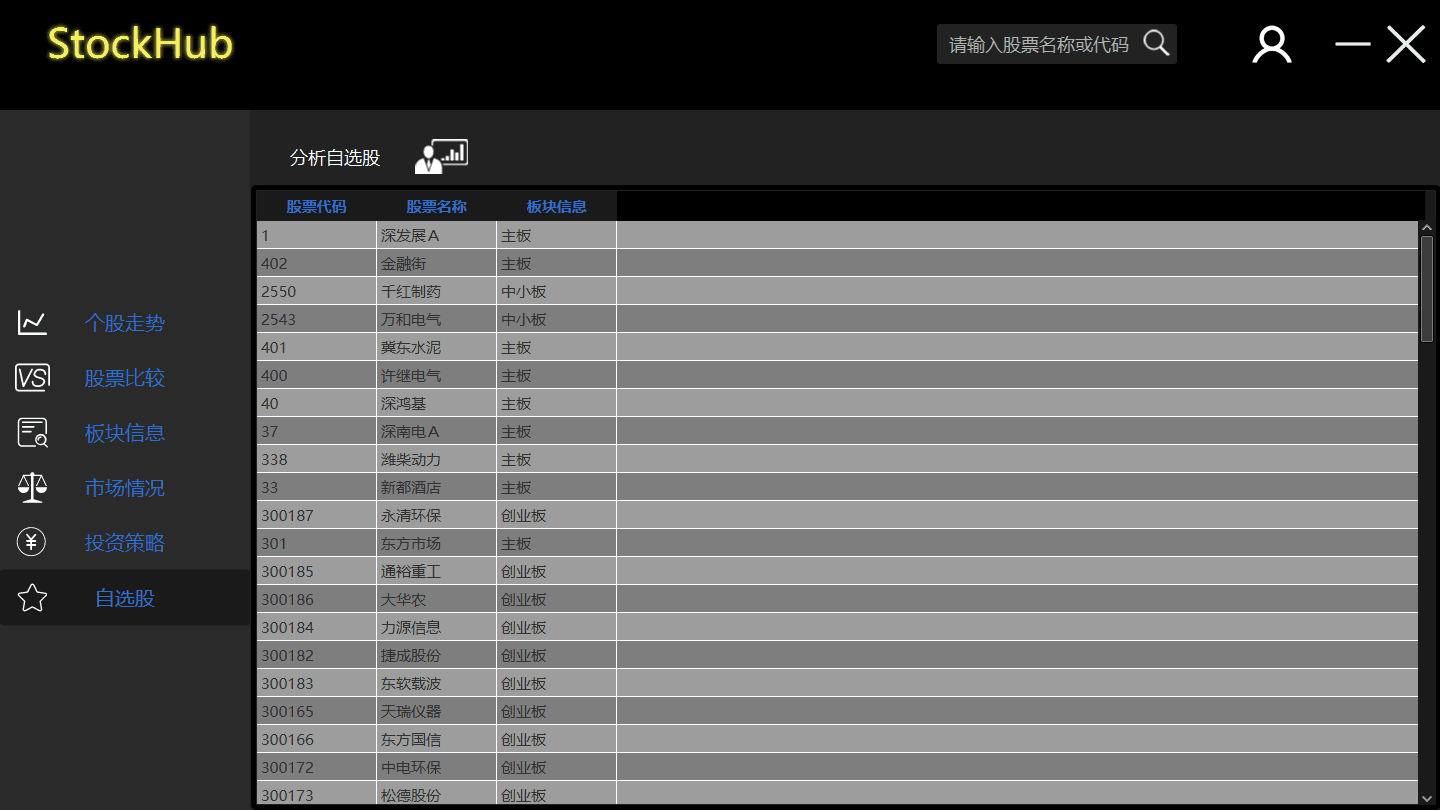 StockHub
请输入股票名称或代码
分析自选股
个股走势
VS 股票比较
板块信息
市场情况
¥ 投资策略
自选股
股票代码 股票名称 板块信息
1 深发展Ａ 主板
402 金融街 主板
2550 千红制药 中小板
2543 万和电气 中小板
401 冀东水泥 主板
400 许继电气 主板
40 深鸿基 主板
37 深南电Ａ 主板
338 潍柴动力 主板
33 新都酒店 主板
300187 永清环保 创业板
301 东方市场 主板
300185 通裕重工 创业板
300186 大华农 创业板
300184 力源信息 创业板
300182 捷成股份 创业板
300183 东软载波 创业板
300165 天瑞仪器 创业板
300166 东方国信 创业板
300172 中电环保 创业板
300173 松德股份 创业板